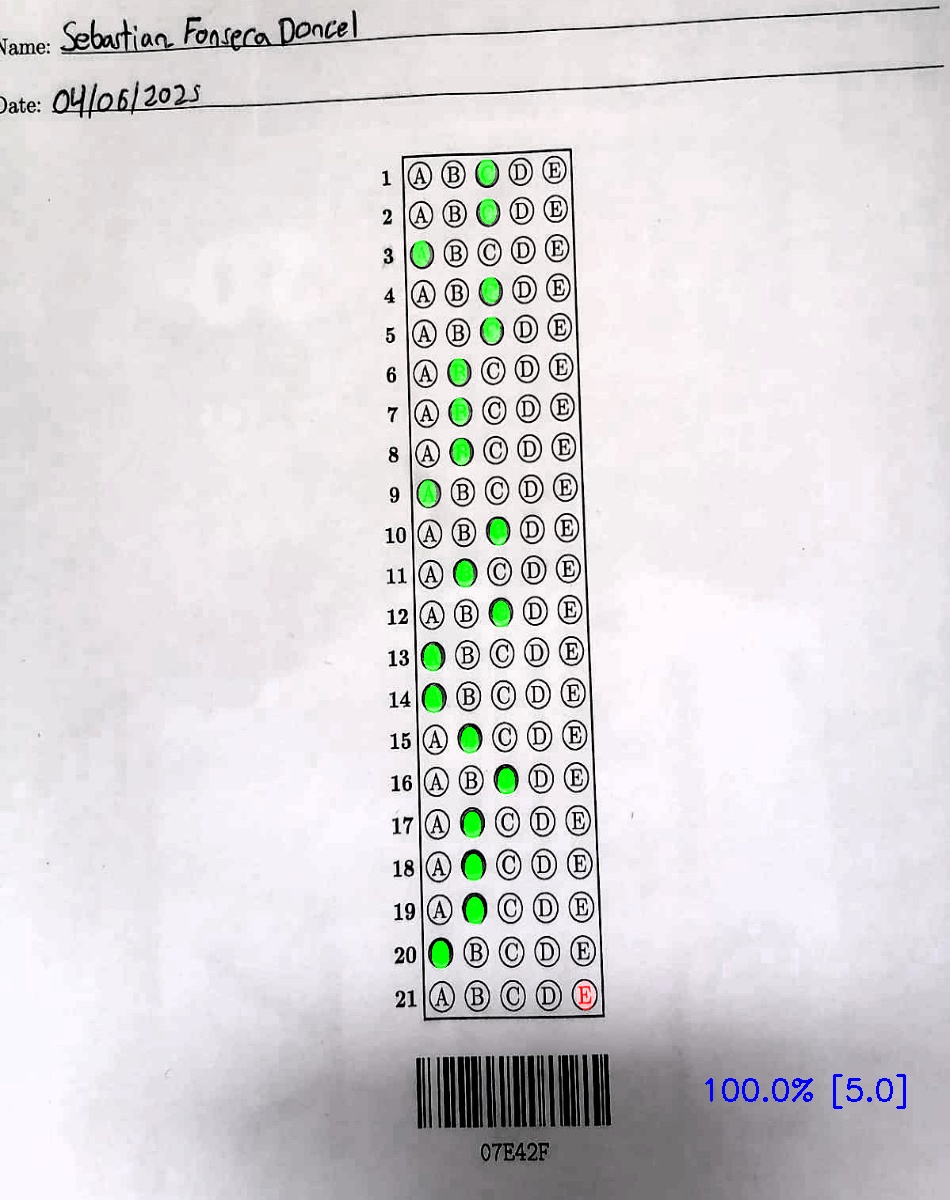 Name: Sebastian Fonseca Doncel
Date: 04/06/2025
1 A B C D E
2 A B C D E
3 A B C D E
4 A B C D E
5 A B C D E
6 A B C D E
7 A B C D E
8 A B C D E
9 A B C D E
10 A B D E
11 A C D E
12 A B D E
13 B C D E
14 B C D E
15 A C D E
16 A B D E
17 A C D E
18 A C D E
19 A C D E
20 B C D E
21 A B C D E
100.0% [5.0]
07E42F